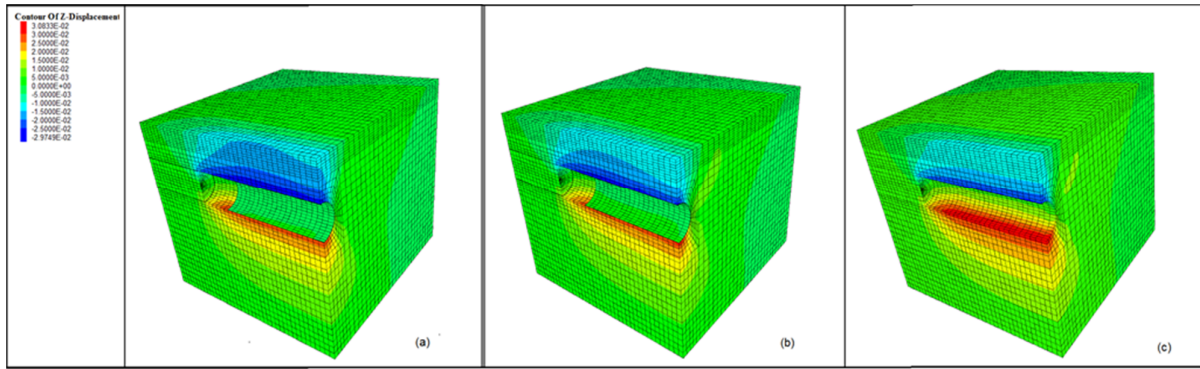 Contour Of Z-Displacement
3.0833E-02
3.0000E-02
2.5000E-02
2.0000E-02
1.5000E-02
1.0000E-02
5.0000E-03
0.0000E+00
-5.0000E-03
-1.0000E-02
-1.5000E-02
-2.0000E-02
-2.5000E-02
-2.9749E-02
(a)
(b)
(c)